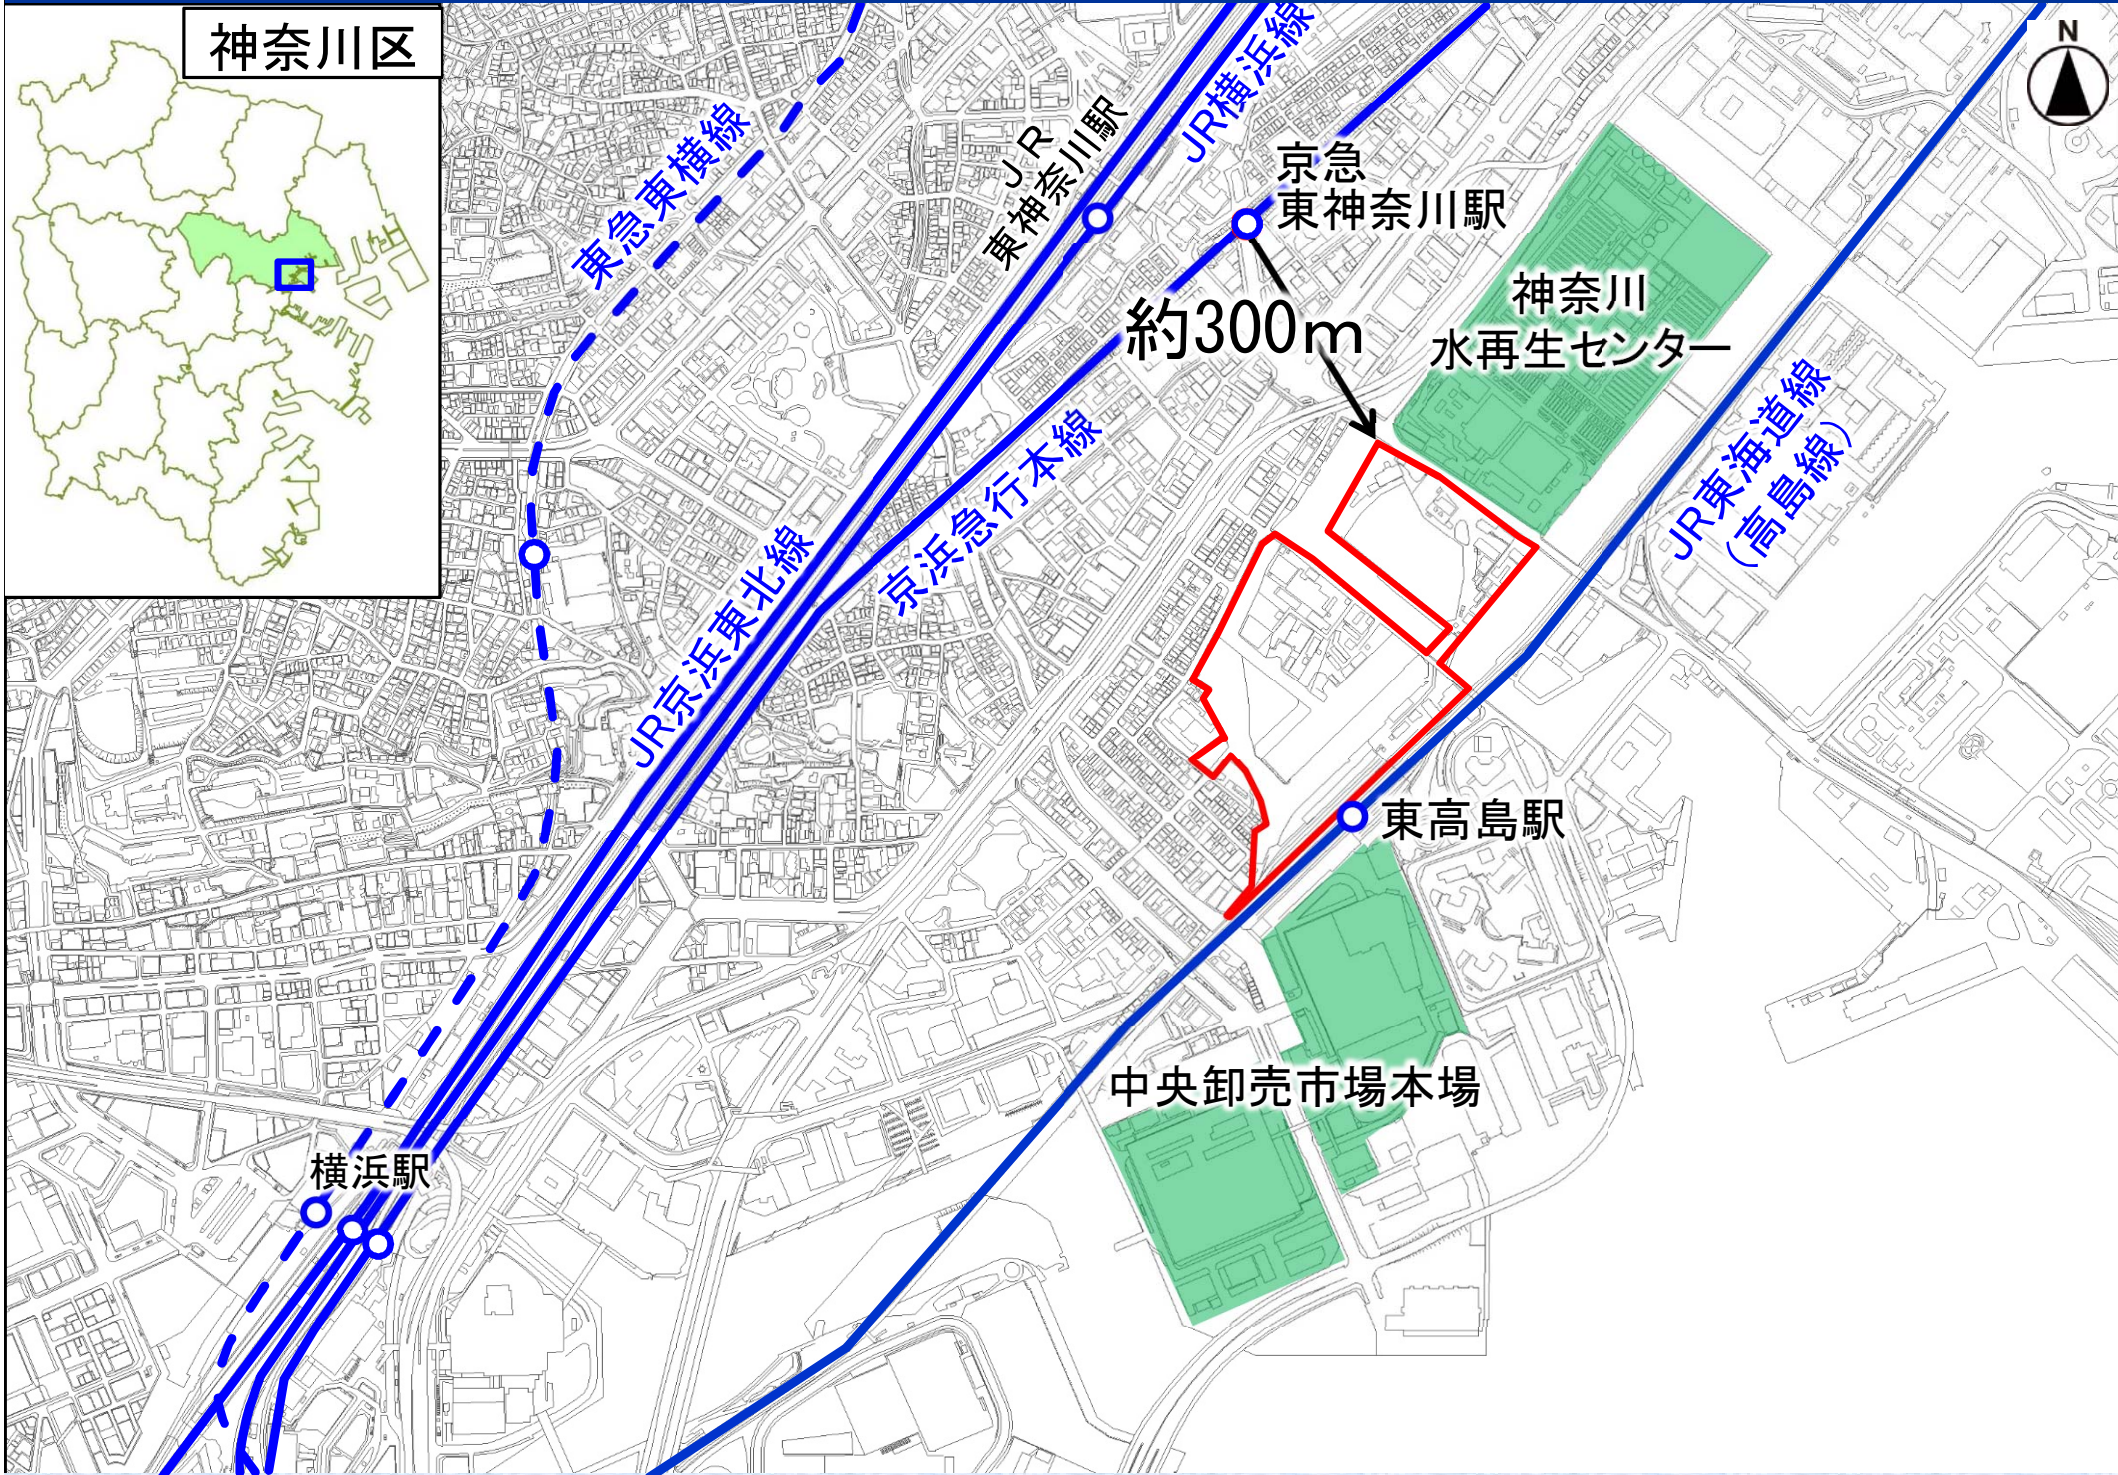 神奈川区
N
東急東横線
JR
東神奈川駅
JR横浜線
京急
東神奈川駅
約300m
神奈川
水再生センター
JR東海道線
(高島線)
京浜急行本線
JR京浜東北線
東高島駅
中央卸売市場本場
横浜駅